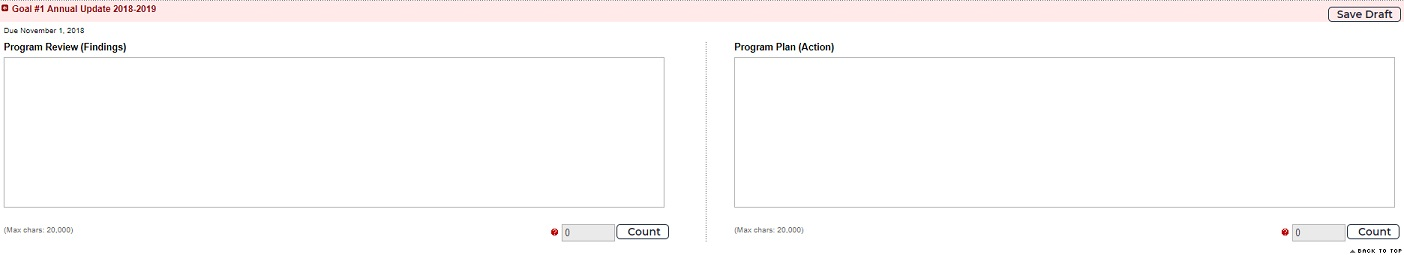 Goal #1 Annual Update 2018-2019
Save Draft
Due November 1, 2018
Program Review (Findings)
(Max chars: 20,000)
? 0 Count
Program Plan (Action)
(Max chars: 20,000)
? 0 Count
BACK TO TOP